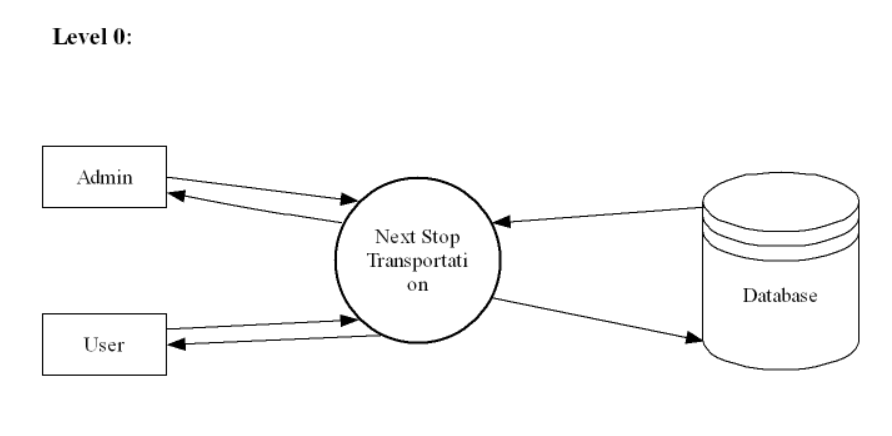 Level 0:
Admin
Next Stop
Transportati
on
Database
User